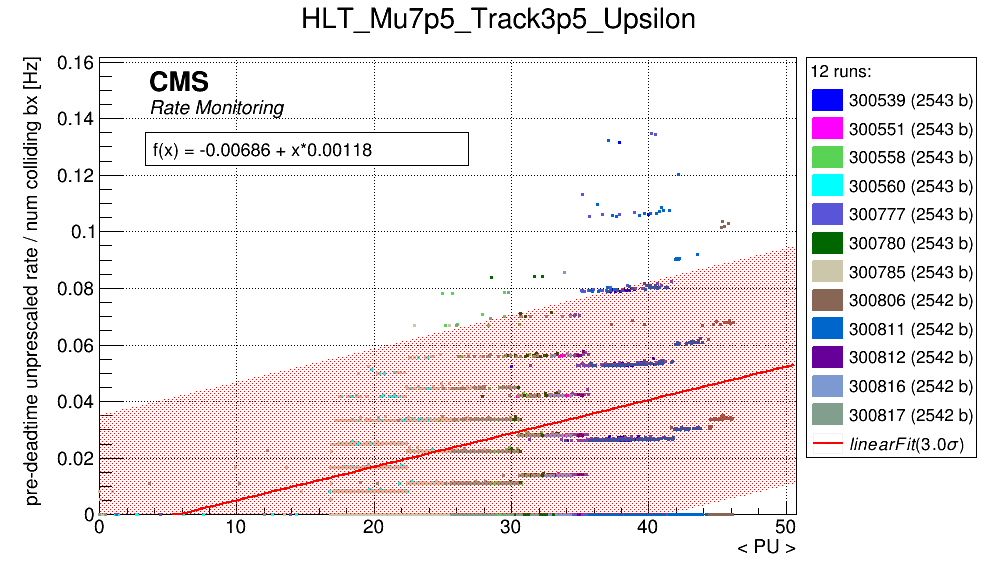 HLT_Mu7p5_Track3p5_Upsilon
pre-deadtime unprescaled rate / num colliding bx [Hz]
0.16
0.14
0.12
0.1
0.08
0.06
0.04
0.02
0
CMS
Rate Monitoring
f(x) = -0.00686 + x*0.00118
0 10 20 30 40 50
< PU >
12 runs:
300539 (2543 b)
300551 (2543 b)
300558 (2543 b)
300560 (2543 b)
300777 (2543 b)
300780 (2543 b)
300785 (2543 b)
300806 (2542 b)
300811 (2542 b)
300812 (2542 b)
300816 (2542 b)
300817 (2542 b)
linearFit(3.0σ)